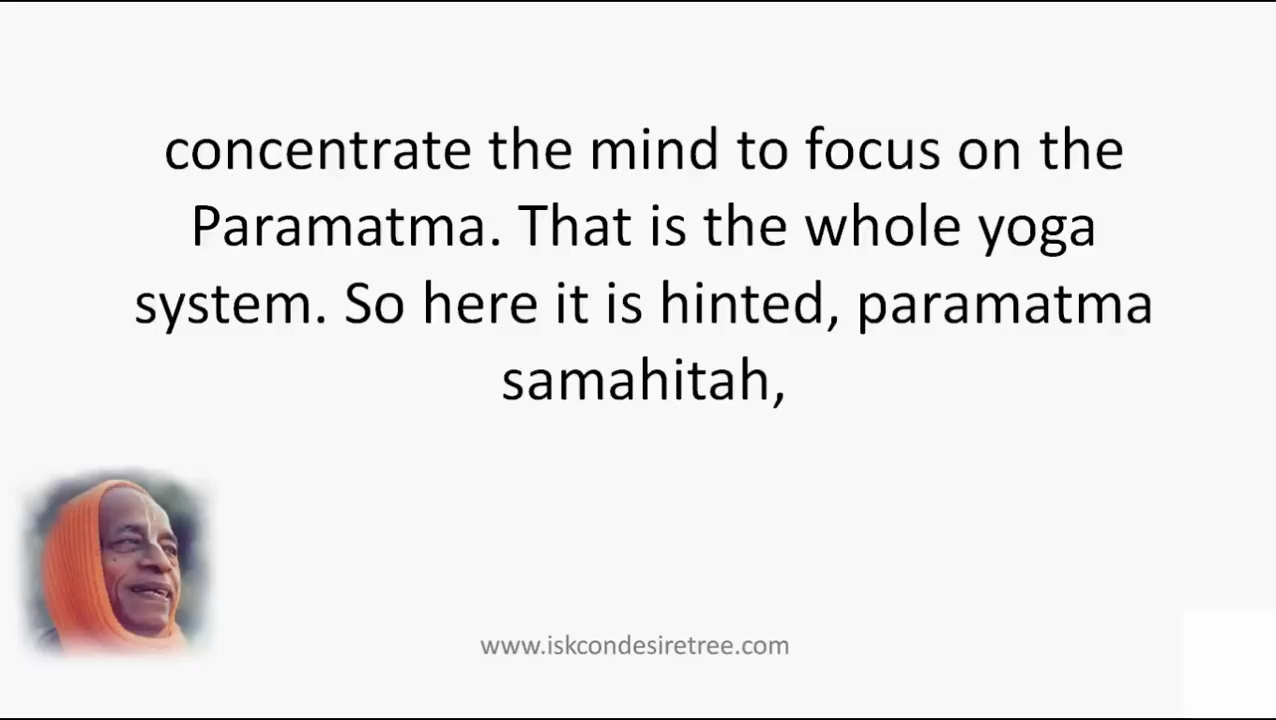 concentrate the mind to focus on the
Paramatma. That is the whole yoga
system. So here it is hinted, paramatma
samahitah,
www.iskcondesiretree.com